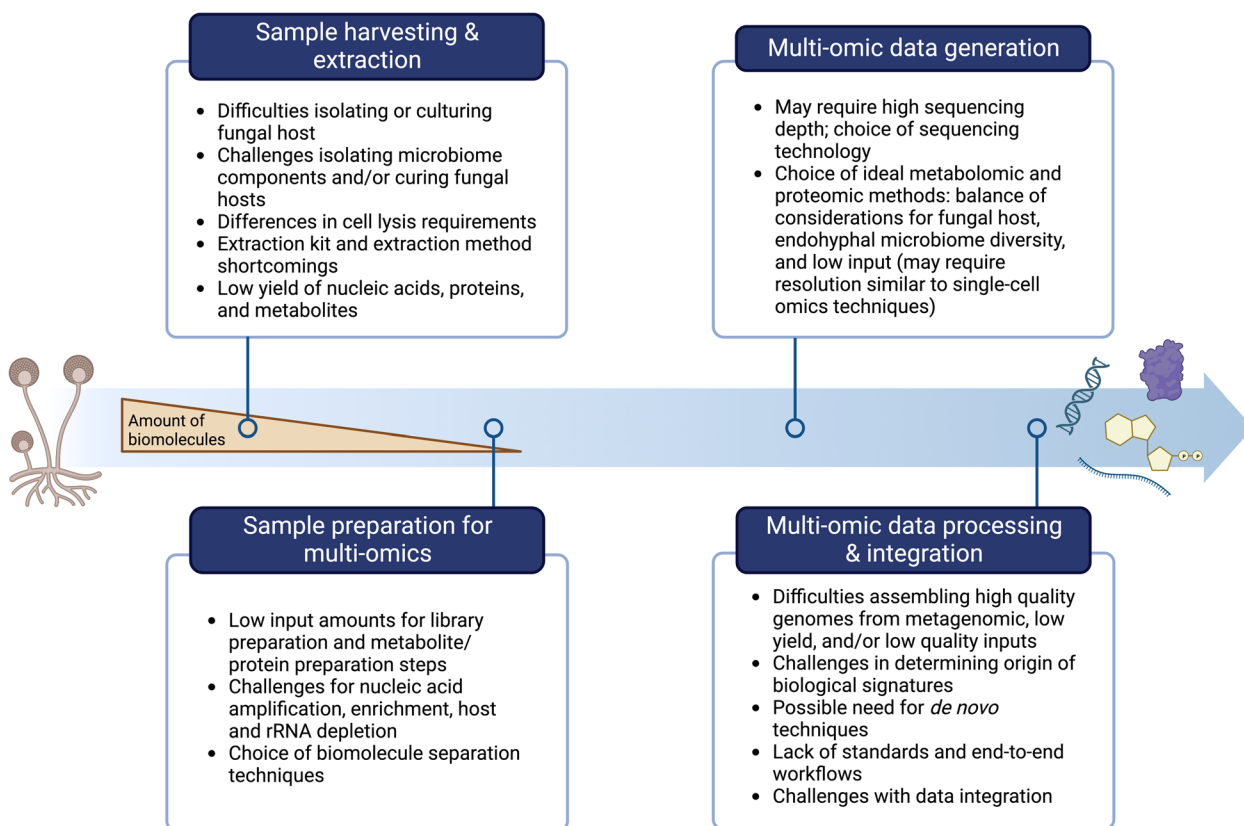 Sample harvesting &
extraction
• Difficulties isolating or culturing
fungal host
• Challenges isolating microbiome
components and/or curing fungal
hosts
• Differences in cell lysis requirements
• Extraction kit and extraction method
shortcomings
• Low yield of nucleic acids, proteins,
and metabolites
Multi-omic data generation
• May require high sequencing
depth; choice of sequencing
technology
• Choice of ideal metabolomic and
proteomic methods: balance of
considerations for fungal host,
endohyphal microbiome diversity,
and low input (may require
resolution similar to single-cell
omics techniques)
Amount of
biomolecules
P P
Sample preparation for
multi-omics
• Low input amounts for library
preparation and metabolite/
protein preparation steps
• Challenges for nucleic acid
amplification, enrichment, host
and rRNA depletion
• Choice of biomolecule separation
techniques
Multi-omic data processing
& integration
• Difficulties assembling high quality
genomes from metagenomic, low
yield, and/or low quality inputs
• Challenges in determining origin of
biological signatures
• Possible need for de novo
techniques
• Lack of standards and end-to-end
workflows
• Challenges with data integration